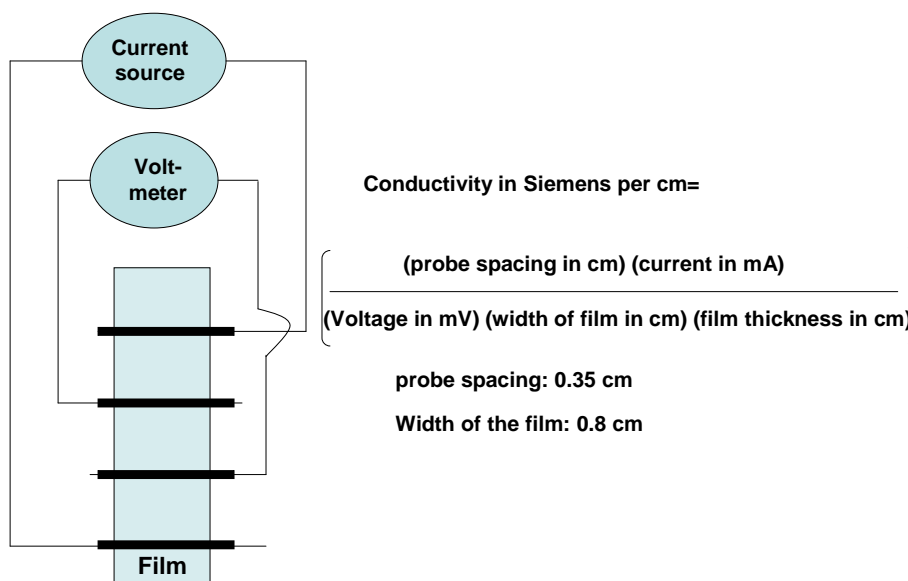 Current
source
Volt-
meter
Conductivity in Siemens per cm=
(probe spacing in cm) (current in mA)
(Voltage in mV) (width of film in cm) (film thickness in cm)
probe spacing: 0.35 cm
Width of the film: 0.8 cm
Film